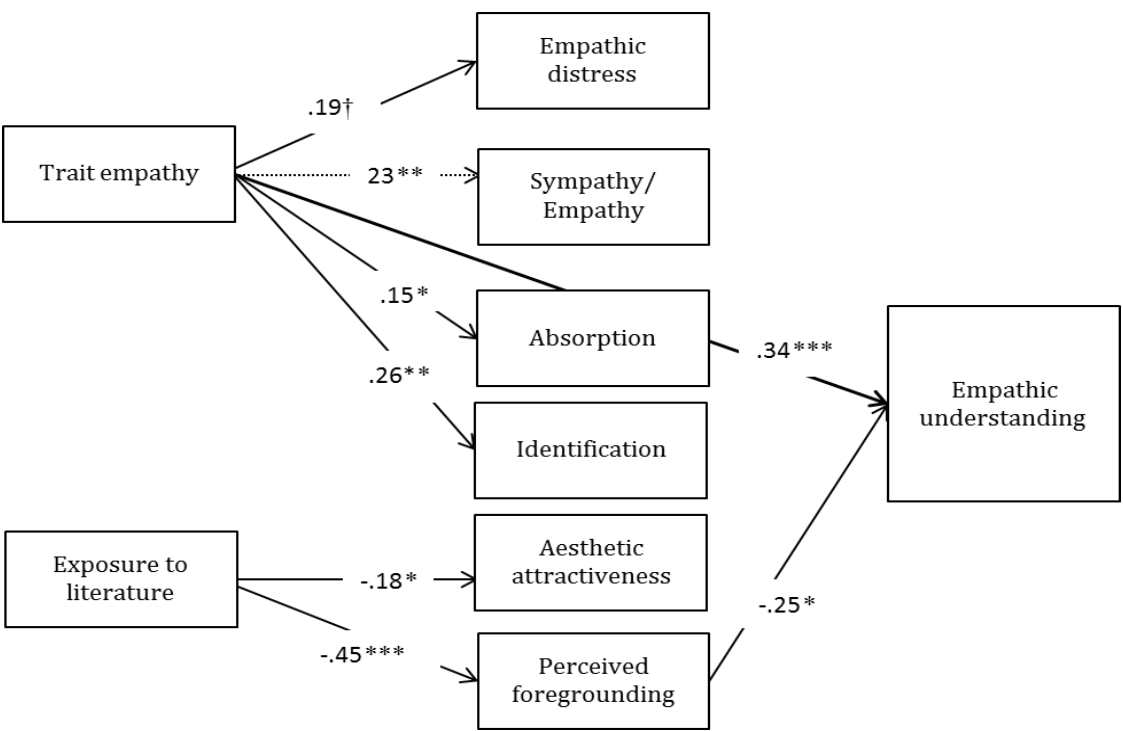 Empathic
distress
.19†
Trait empathy
23**
Sympathy/
Empathy
.15*
Absorption
.34***
.26**
Empathic
understanding
Identification
Exposure to
literature
Aesthetic
attractiveness
-.18*
-.25*
-.45***
Perceived
foregrounding